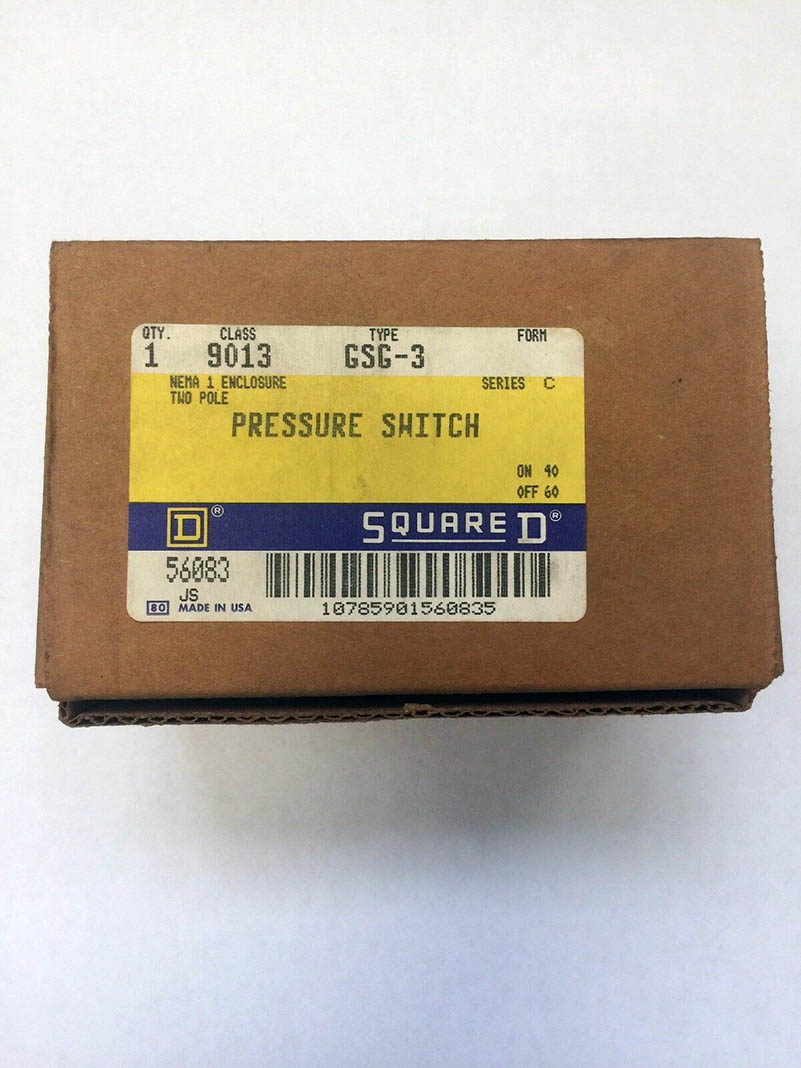 QTY. CLASS TYPE FORM
1 9013 GSG-3
NEMA 1 ENCLOSURE SERIES C
TWO POLE
PRESSURE SWITCH
ON 40
OFF 60
D® SQUARE D®
56083
JS
80 MADE IN USA
10785901560835